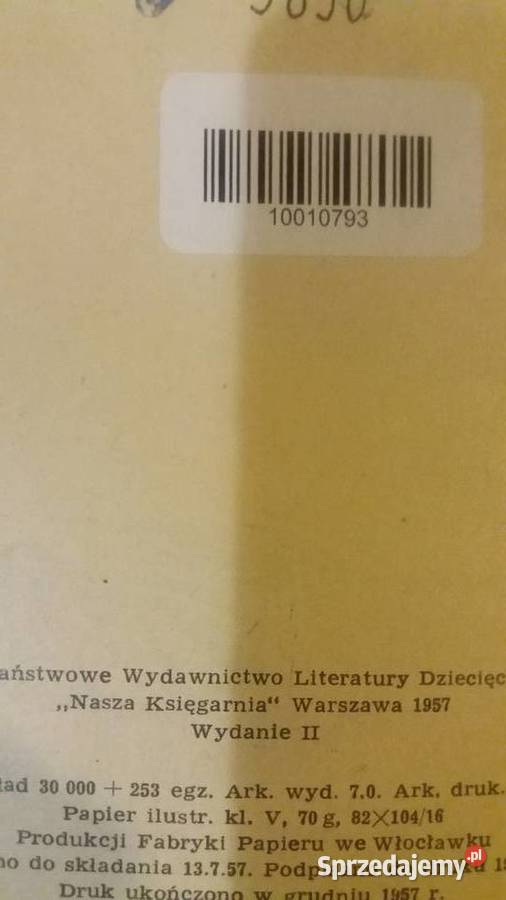 10010793
aństwowe Wydawnictwo Literatury Dziecięc
„Nasza Księgarnia“ Warszawa 1957
Wydanie II
ład 30 000 + 253 egz. Ark. wyd. 7.0. Ark. druk.
Papier ilustr. kl. V, 70 g, 82×104/16
Produkcji Fabryki Papieru we Włocławku
no do składania 13.7.57. Podp
Sprzedajemy.pl
Druk ukończono w grudniu 1957 r.